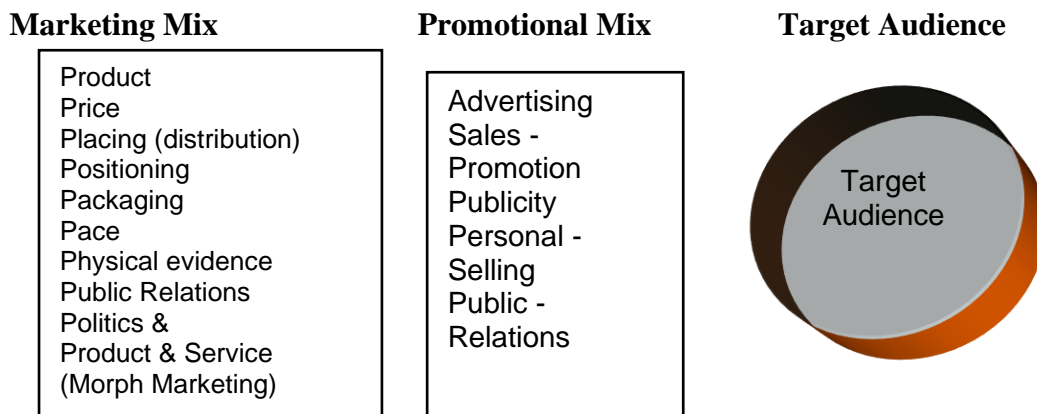 Marketing Mix
Product
Price
Placing (distribution)
Positioning
Packaging
Pace
Physical evidence
Public Relations
Politics &
Product & Service
(Morph Marketing)
Promotional Mix
Advertising
Sales -
Promotion
Publicity
Personal -
Selling
Public -
Relations
Target Audience
Target
Audience